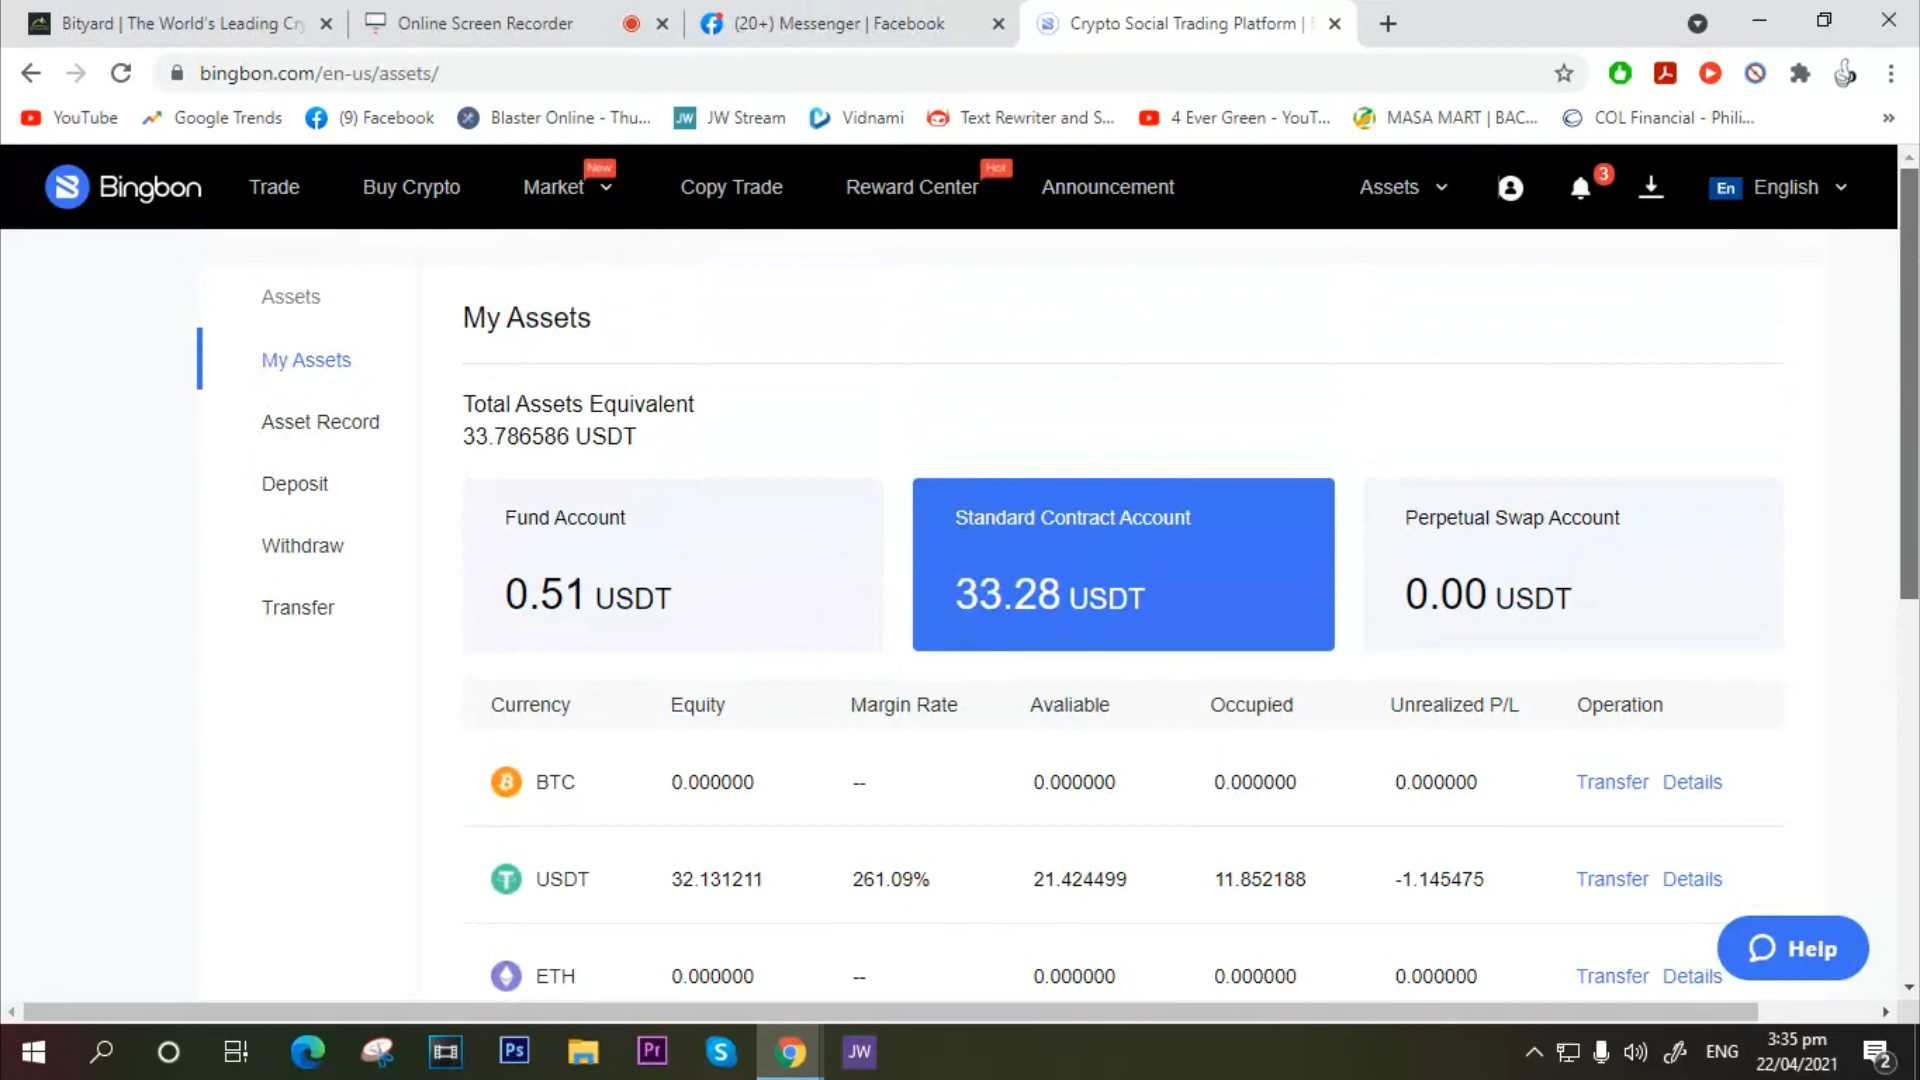 Bityard | The World's Leading Cry
Online Screen Recorder
(20+) Messenger | Facebook
Crypto Social Trading Platform |
bingbon.com/en-us/assets/
YouTube
Google Trends
(9) Facebook
Blaster Online - Thu...
JW Stream
Vidnami
Text Rewriter and S...
4 Ever Green - YouT...
MASA MART | BAC...
COL Financial - Phili...
»
Bingbon
Trade
Buy Crypto
Market
New
Copy Trade
Reward Center
Hot
Announcement
Assets
3
En English
Assets
My Assets
Asset Record
Deposit
Withdraw
Transfer
My Assets
Total Assets Equivalent
33.786586 USDT
Fund Account
0.51 USDT
Standard Contract Account
33.28 USDT
Perpetual Swap Account
0.00 USDT
Currency Equity Margin Rate Avaliable Occupied Unrealized P/L Operation
BTC 0.000000 -- 0.000000 0.000000 0.000000 Transfer Details
USDT 32.131211 261.09% 21.424499 11.852188 -1.145475 Transfer Details
ETH 0.000000 -- 0.000000 0.000000 0.000000 Transfer Details
Help
Ps
Pr
JW
ENG
3:35 pm
22/04/2021
2